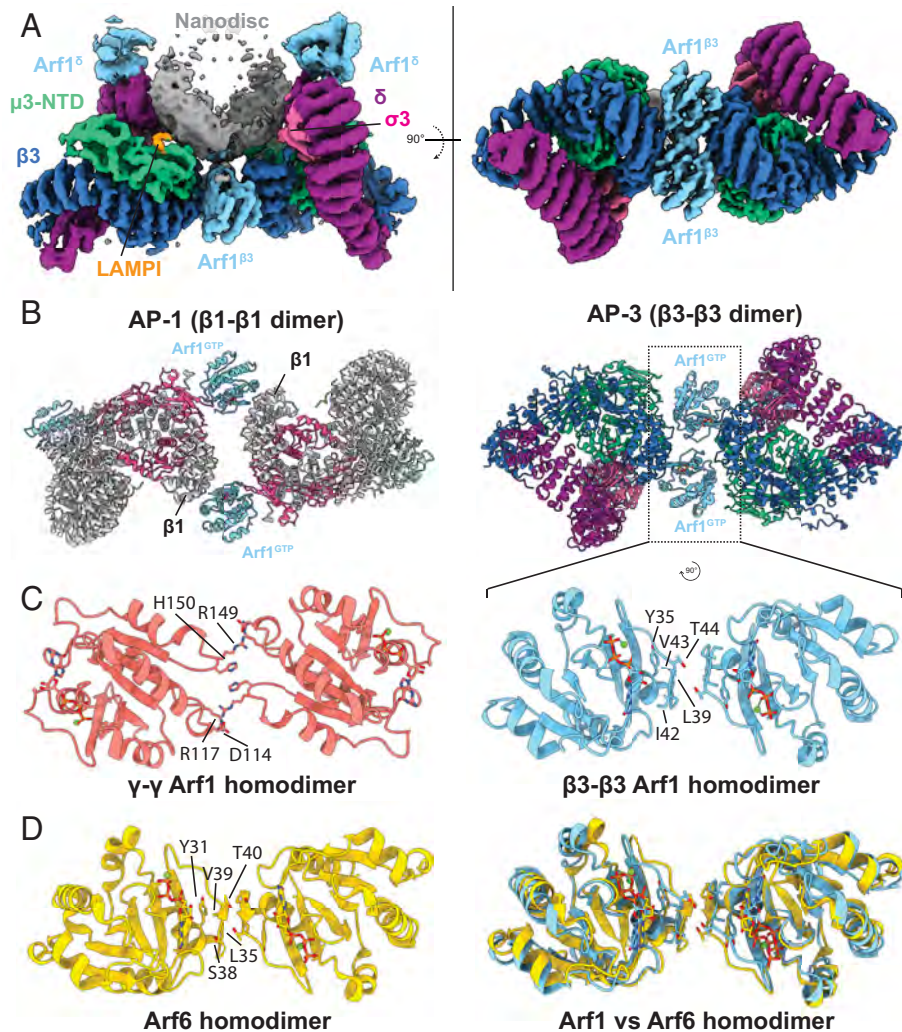 A
Nanodisc
Arf1δ
Arf1δ
μ3-NTD
δ
σ3
β3
LAMPI
Arf1β3
90°
Arf1β3
Arf1β3
B
AP-1 (β1-β1 dimer)
Arf1GTP
β1
β1
Arf1GTP
AP-3 (β3-β3 dimer)
Arf1GTP
Arf1GTP
90°
C
H150
R149
R117
D114
γ-γ Arf1 homodimer
Y35
V43
T44
L39
I42
β3-β3 Arf1 homodimer
D
Y31
V39
T40
L35
S38
Arf6 homodimer
Arf1 vs Arf6 homodimer